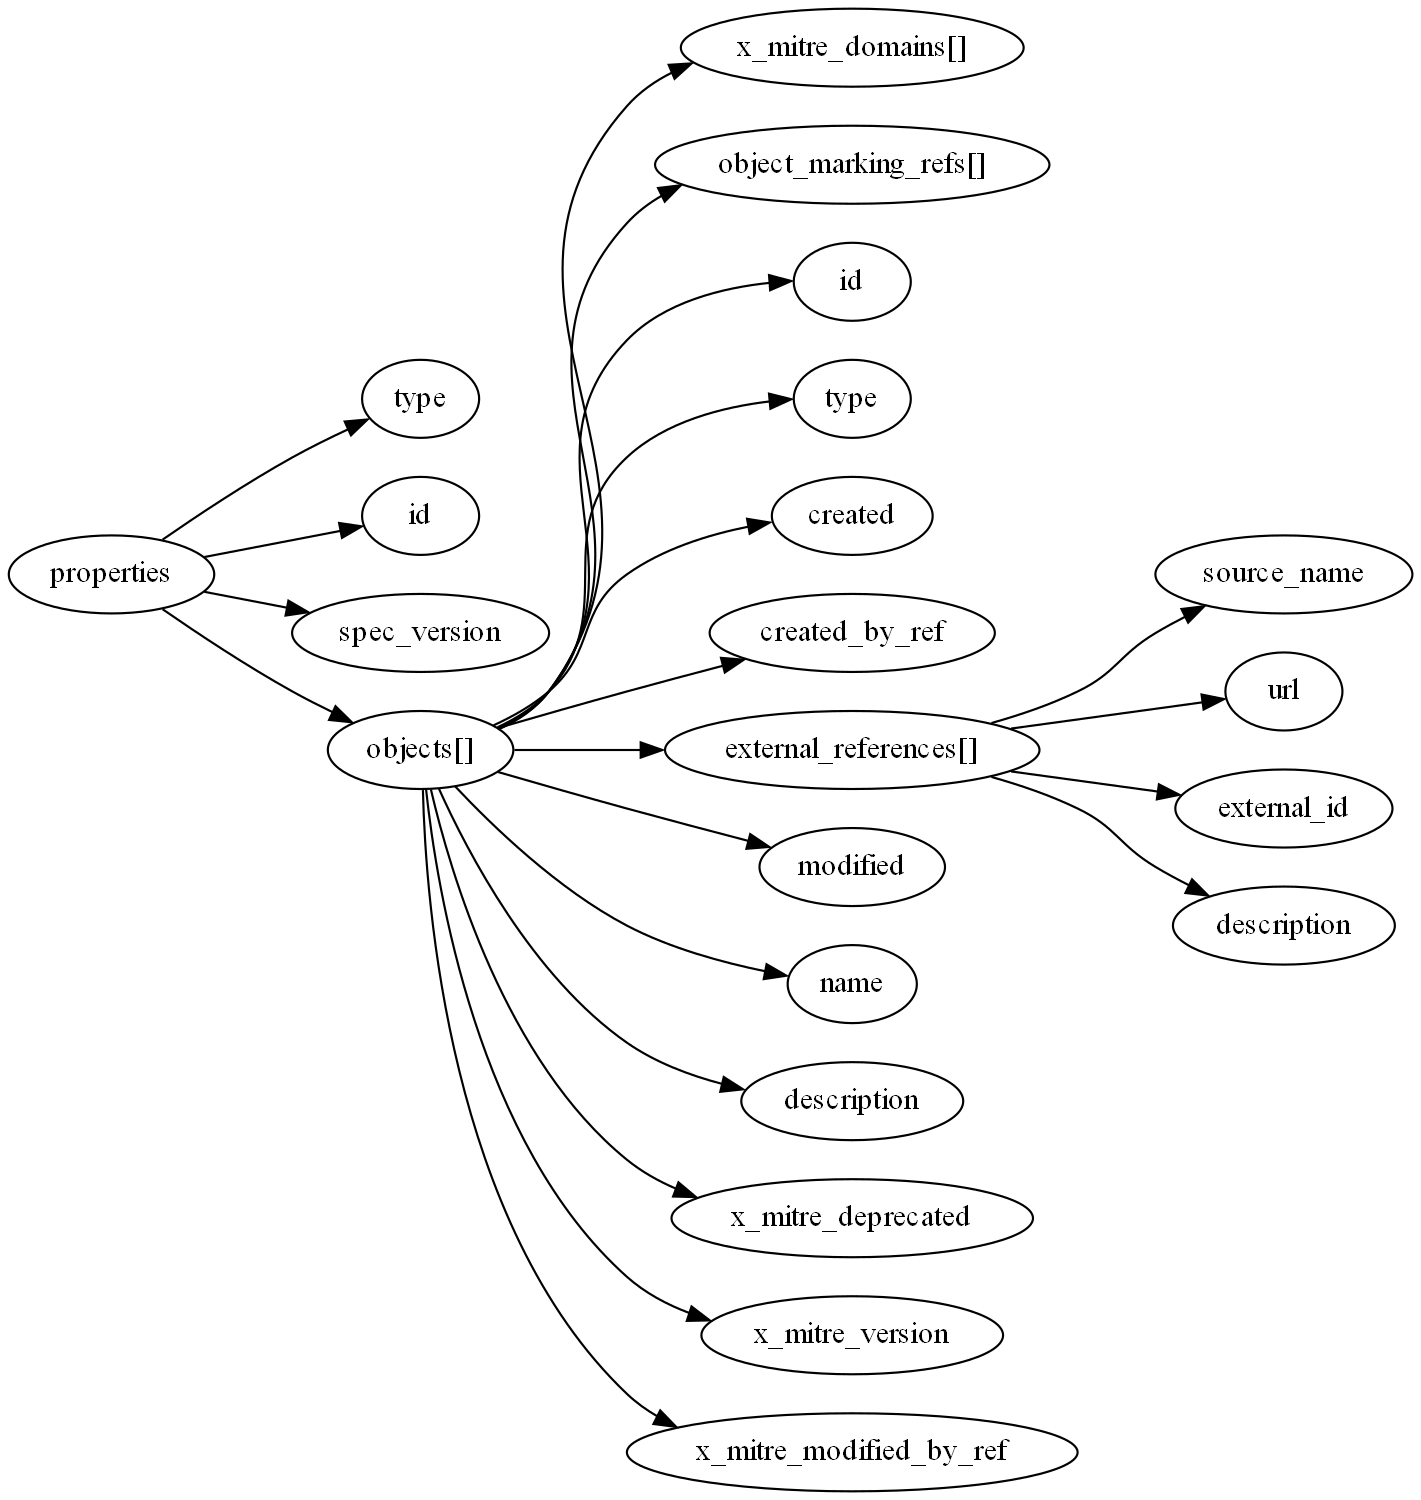 x_mitre_domains[]
object_marking_refs[]
id
type
created
created_by_ref
external_references[]
modified
name
description
x_mitre_deprecated
x_mitre_version
x_mitre_modified_by_ref
type
id
spec_version
objects[]
properties
source_name
url
external_id
description